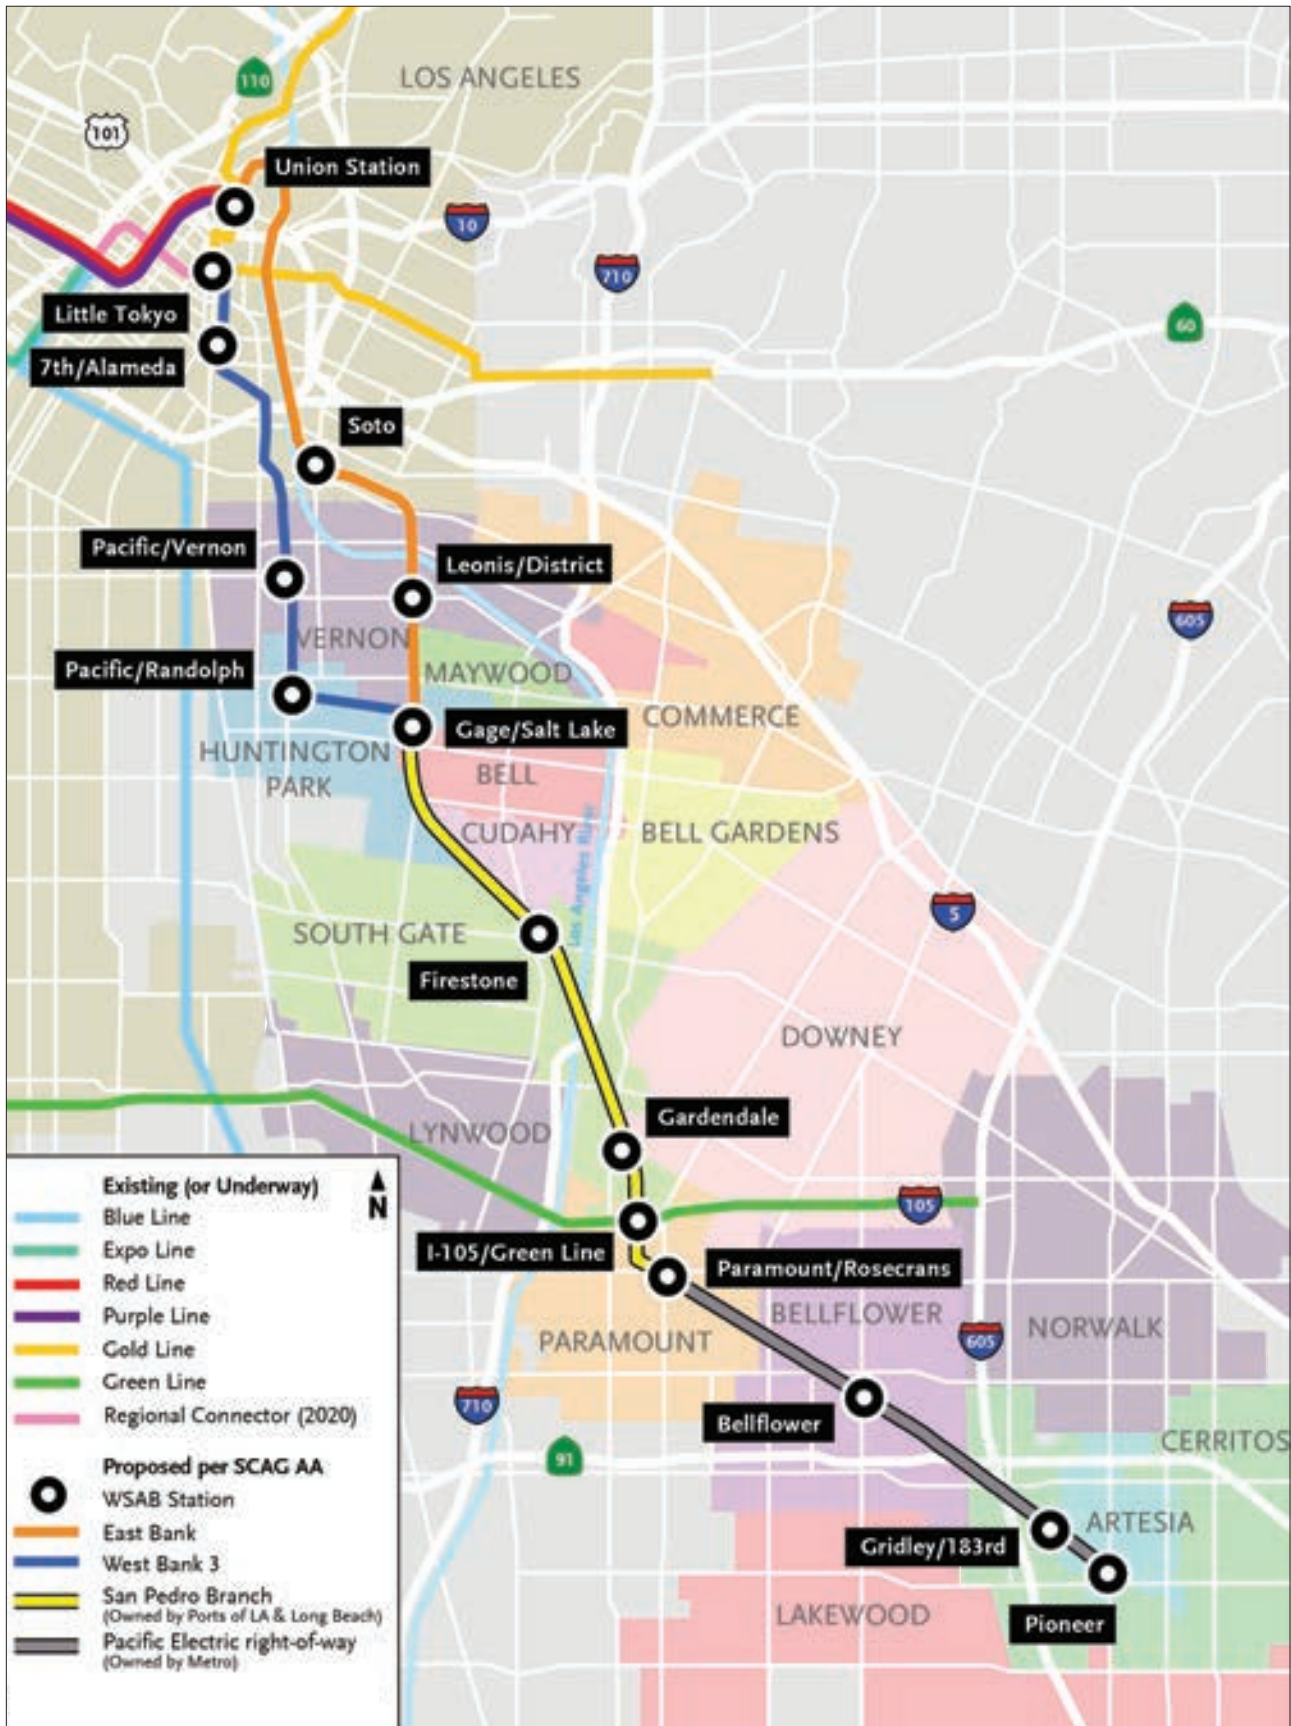 LOS ANGELES
110
101
Union Station
10
710
Little Tokyo
60
7th/Alameda
Soto
Pacific/Vernon
Leonis/District
605
VERNON
Pacific/Randolph
MAYWOOD
COMMERCE
Gage/Salt Lake
HUNTINGTON
PARK
BELL
CUDAHY
BELL GARDENS
Los Angeles River
5
SOUTH GATE
Firestone
DOWNEY
Gardendale
LYNWOOD
105
I-105/Green Line
Paramount/Rosecrans
BELLFLOWER
NORWALK
PARAMOUNT
605
710
Bellflower
CERRITOS
91
ARTESIA
Gridley/183rd
LAKEWOOD
Pioneer
Existing (or Underway)
N
Blue Line
Expo Line
Red Line
Purple Line
Gold Line
Green Line
Regional Connector (2020)
Proposed per SCAG AA
WSAB Station
East Bank
West Bank 3
San Pedro Branch
(Owned by Ports of LA & Long Beach)
Pacific Electric right-of-way
(Owned by Metro)